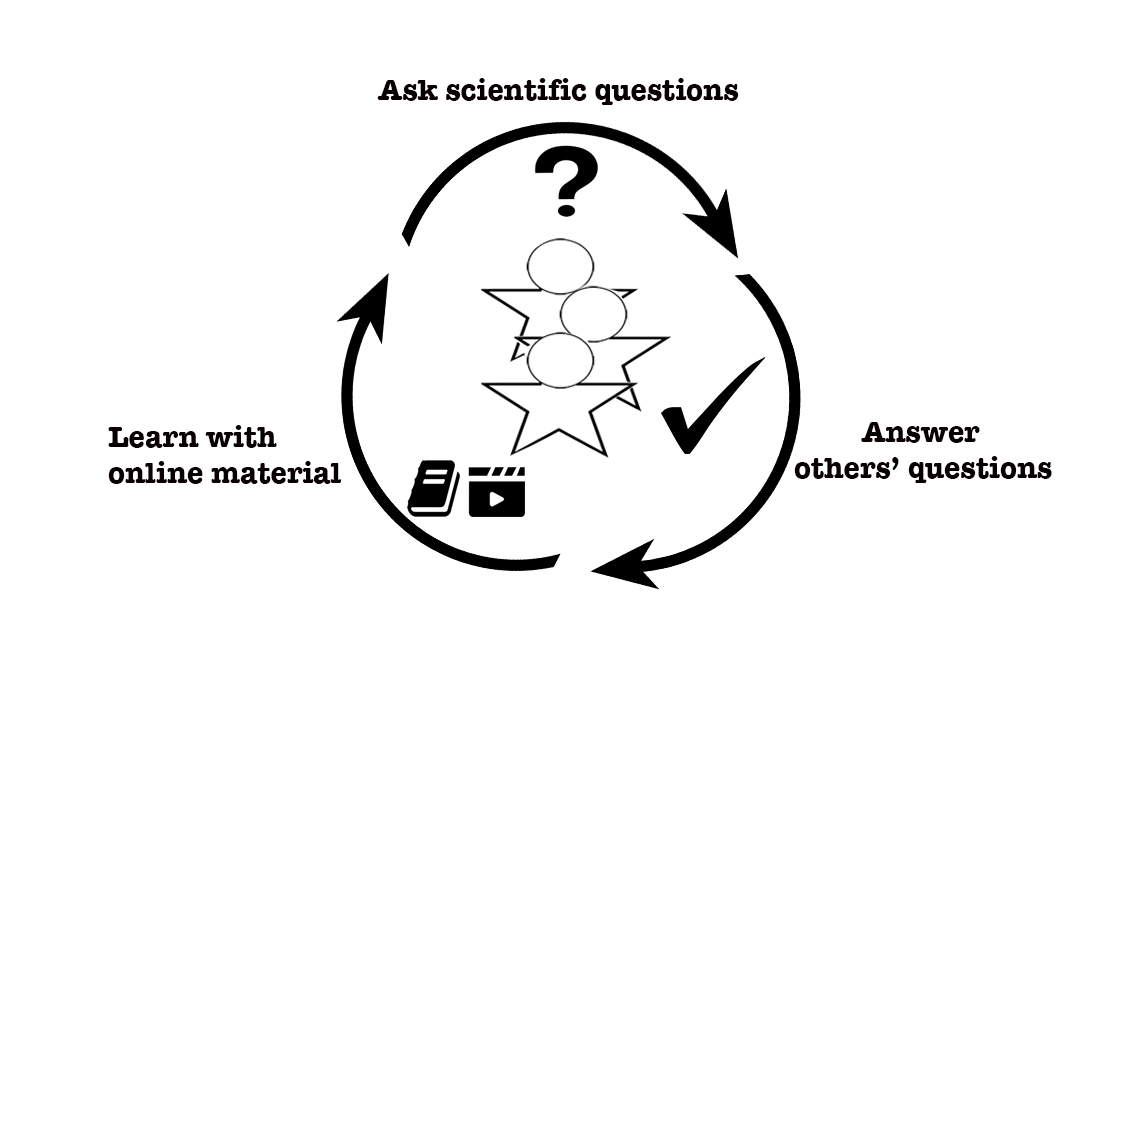 Ask scientific questions
?
Learn with
online material
Answer
others’ questions